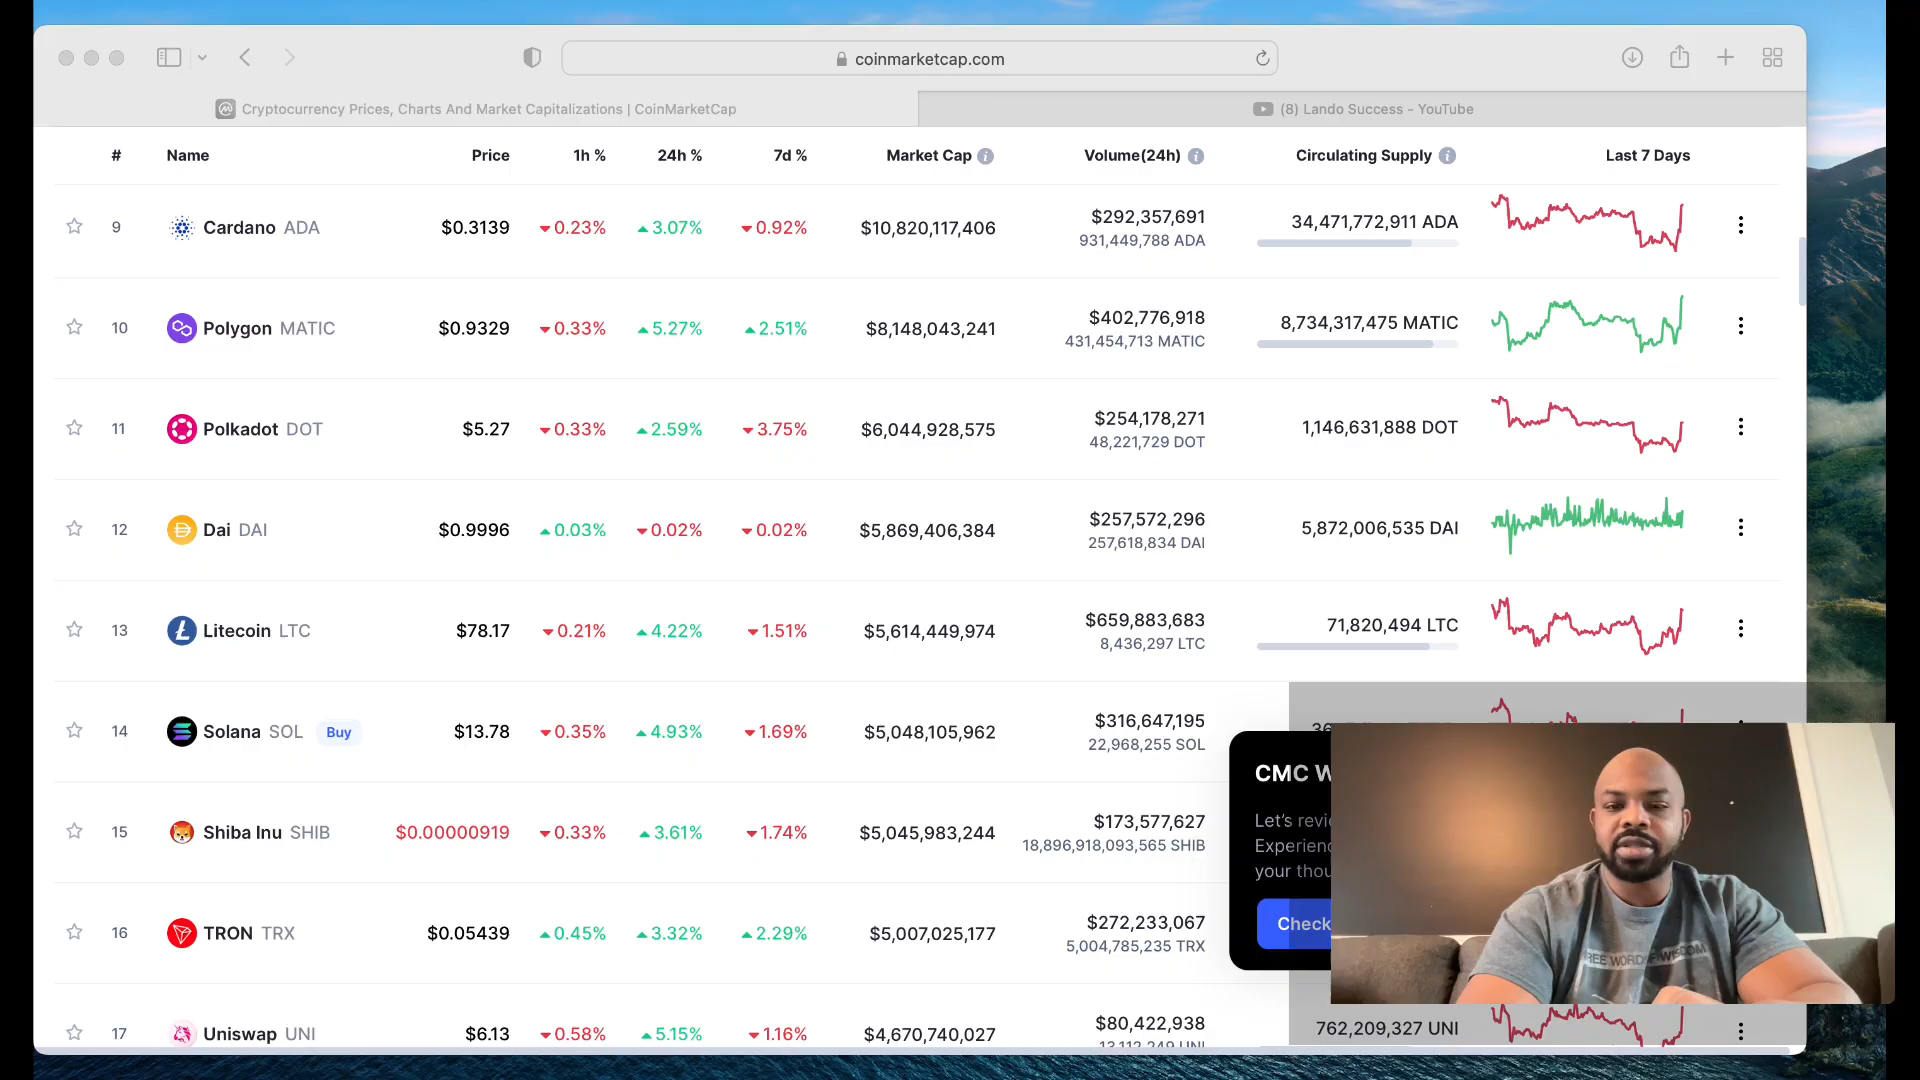 coinmarketcap.com
Cryptocurrency Prices, Charts And Market Capitalizations | CoinMarketCap
(8) Lando Success - YouTube
# Name Price 1h % 24h % 7d % Market Cap Volume(24h) Circulating Supply Last 7 Days
9 Cardano ADA $0.3139 0.23% 3.07% 0.92% $10,820,117,406 $292,357,691 34,471,772,911 ADA
931,449,788 ADA
10 Polygon MATIC $0.9329 0.33% 5.27% 2.51% $8,148,043,241 $402,776,918 8,734,317,475 MATIC
431,454,713 MATIC
11 Polkadot DOT $5.27 0.33% 2.59% 3.75% $6,044,928,575 $254,178,271 1,146,631,888 DOT
48,221,729 DOT
12 Dai DAI $0.9996 0.03% 0.02% 0.02% $5,869,406,384 $257,572,296 5,872,006,535 DAI
257,618,834 DAI
13 Litecoin LTC $78.17 0.21% 4.22% 1.51% $5,614,449,974 $659,883,683 71,820,494 LTC
8,436,297 LTC
14 Solana SOL Buy $13.78 0.35% 4.93% 1.69% $5,048,105,962 $316,647,195
22,968,255 SOL
15 Shiba Inu SHIB $0.00000919 0.33% 3.61% 1.74% $5,045,983,244 $173,577,627
18,896,918,093,565 SHIB
16 TRON TRX $0.05439 0.45% 3.32% 2.29% $5,007,025,177 $272,233,067
5,004,785,235 TRX
17 Uniswap UNI $6.13 0.58% 5.15% 1.16% $4,670,740,027 $80,422,938 762,209,327 UNI
13,112,249 UNI
CMC W
Let's
your
Check